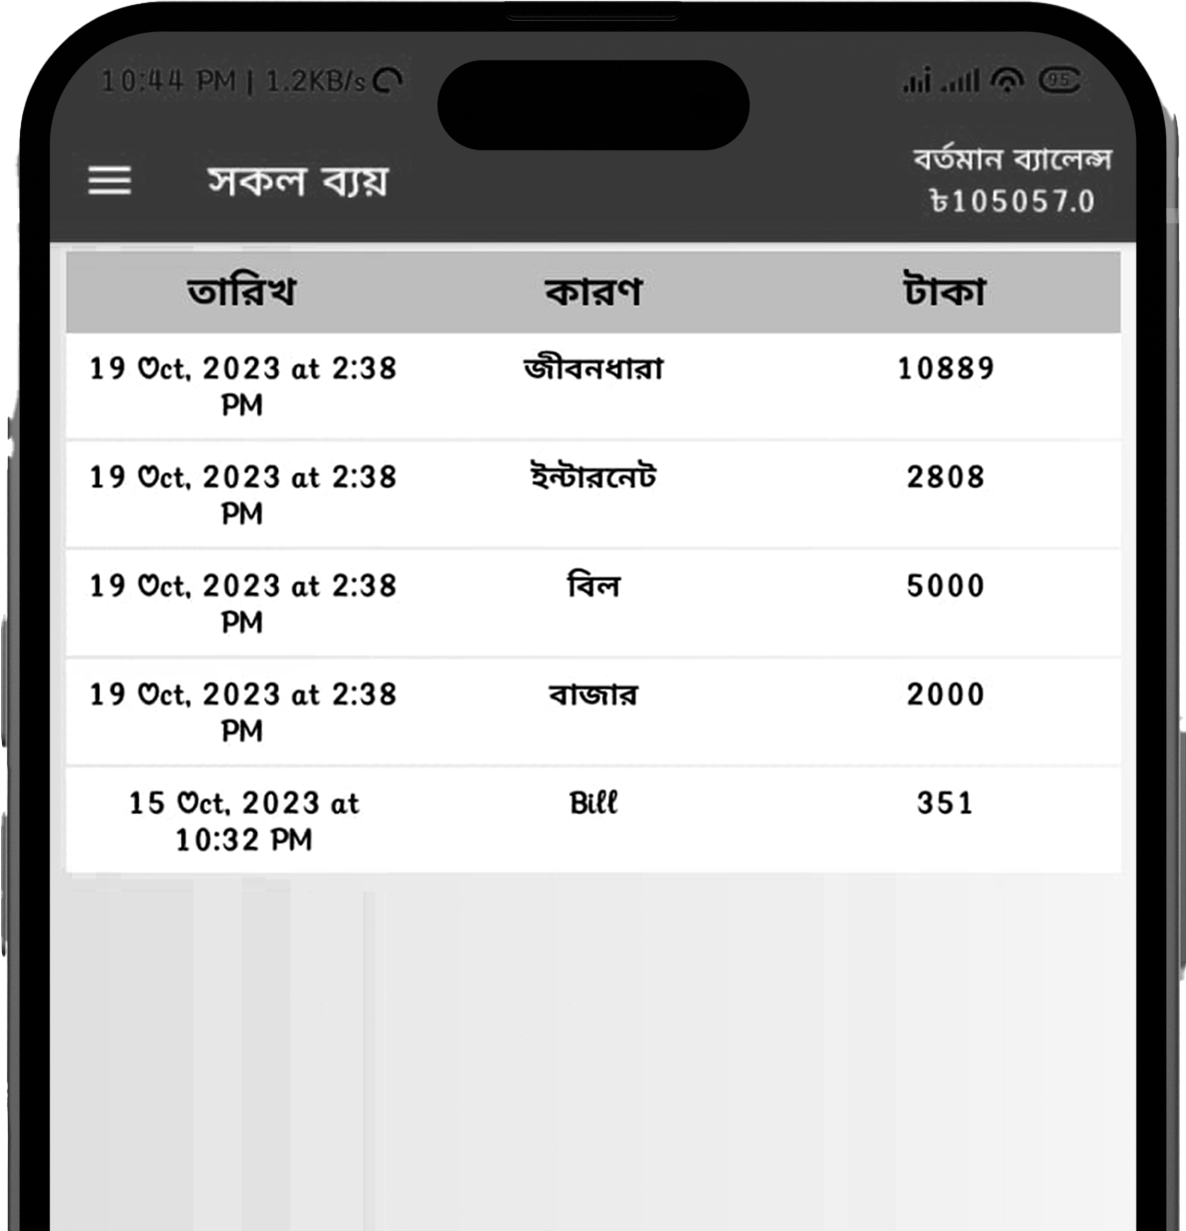 10:44 PM | 1.2KB/s
95
সকল ব্যয়
বর্তমান ব্যালেন্স
৳105057.0
তারিখ কারণ টাকা
19 Oct, 2023 at 2:38 জীবনধারা 10889
PM
19 Oct, 2023 at 2:38 ইন্টারনেট 2808
PM
19 Oct, 2023 at 2:38 বিল 5000
PM
19 Oct, 2023 at 2:38 বাজার 2000
PM
15 Oct, 2023 at Bill 351
10:32 PM